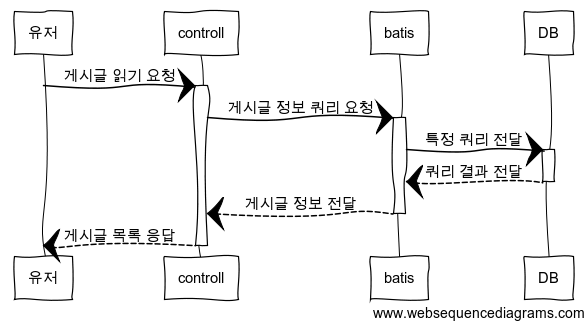 유저 controll batis DB
게시글 읽기 요청
게시글 정보 쿼리 요청
특정 쿼리 전달
쿼리 결과 전달
게시글 정보 전달
게시글 목록 응답
유저 controll batis DB
www.websequencediagrams.com